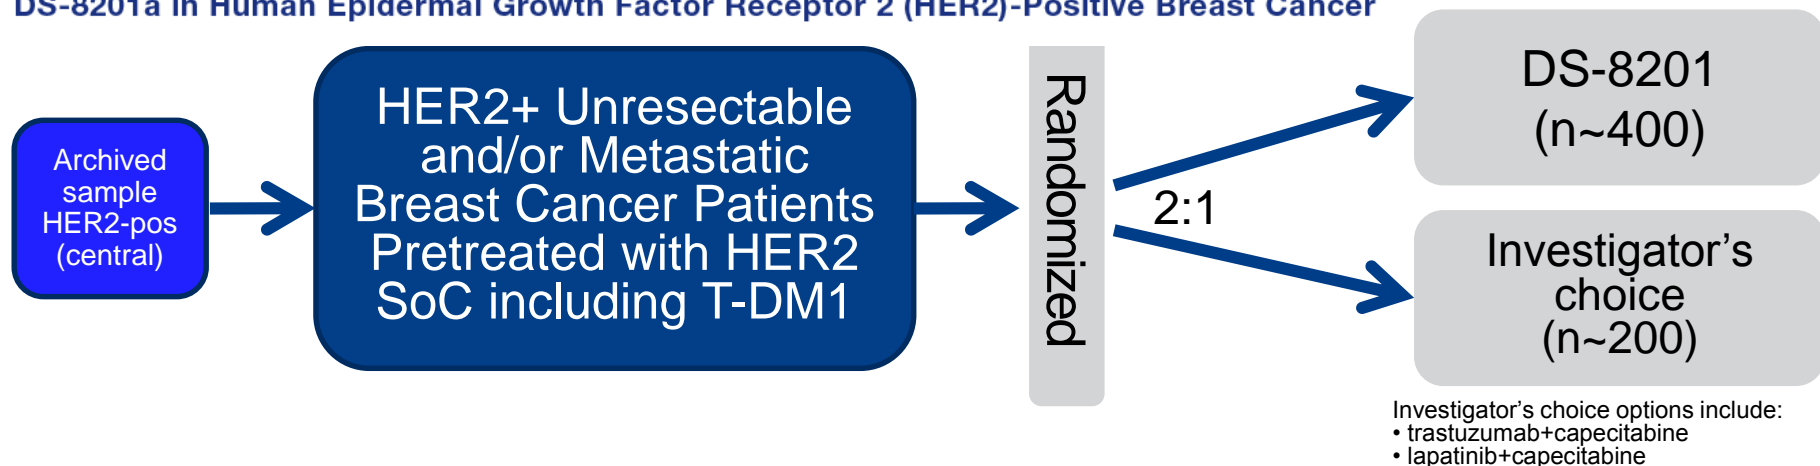 DS-8201a in Human Epidermal Growth Factor Receptor 2 (HER2)-Positive Breast Cancer
Archived
sample
HER2-pos
(central)
HER2+ Unresectable
and/or Metastatic
Breast Cancer Patients
Pretreated with HER2
SoC including T-DM1
Randomized
2:1
DS-8201
(n~400)
Investigator’s
choice
(n~200)
Investigator’s choice options include:
• trastuzumab+capecitabine
• lapatinib+capecitabine